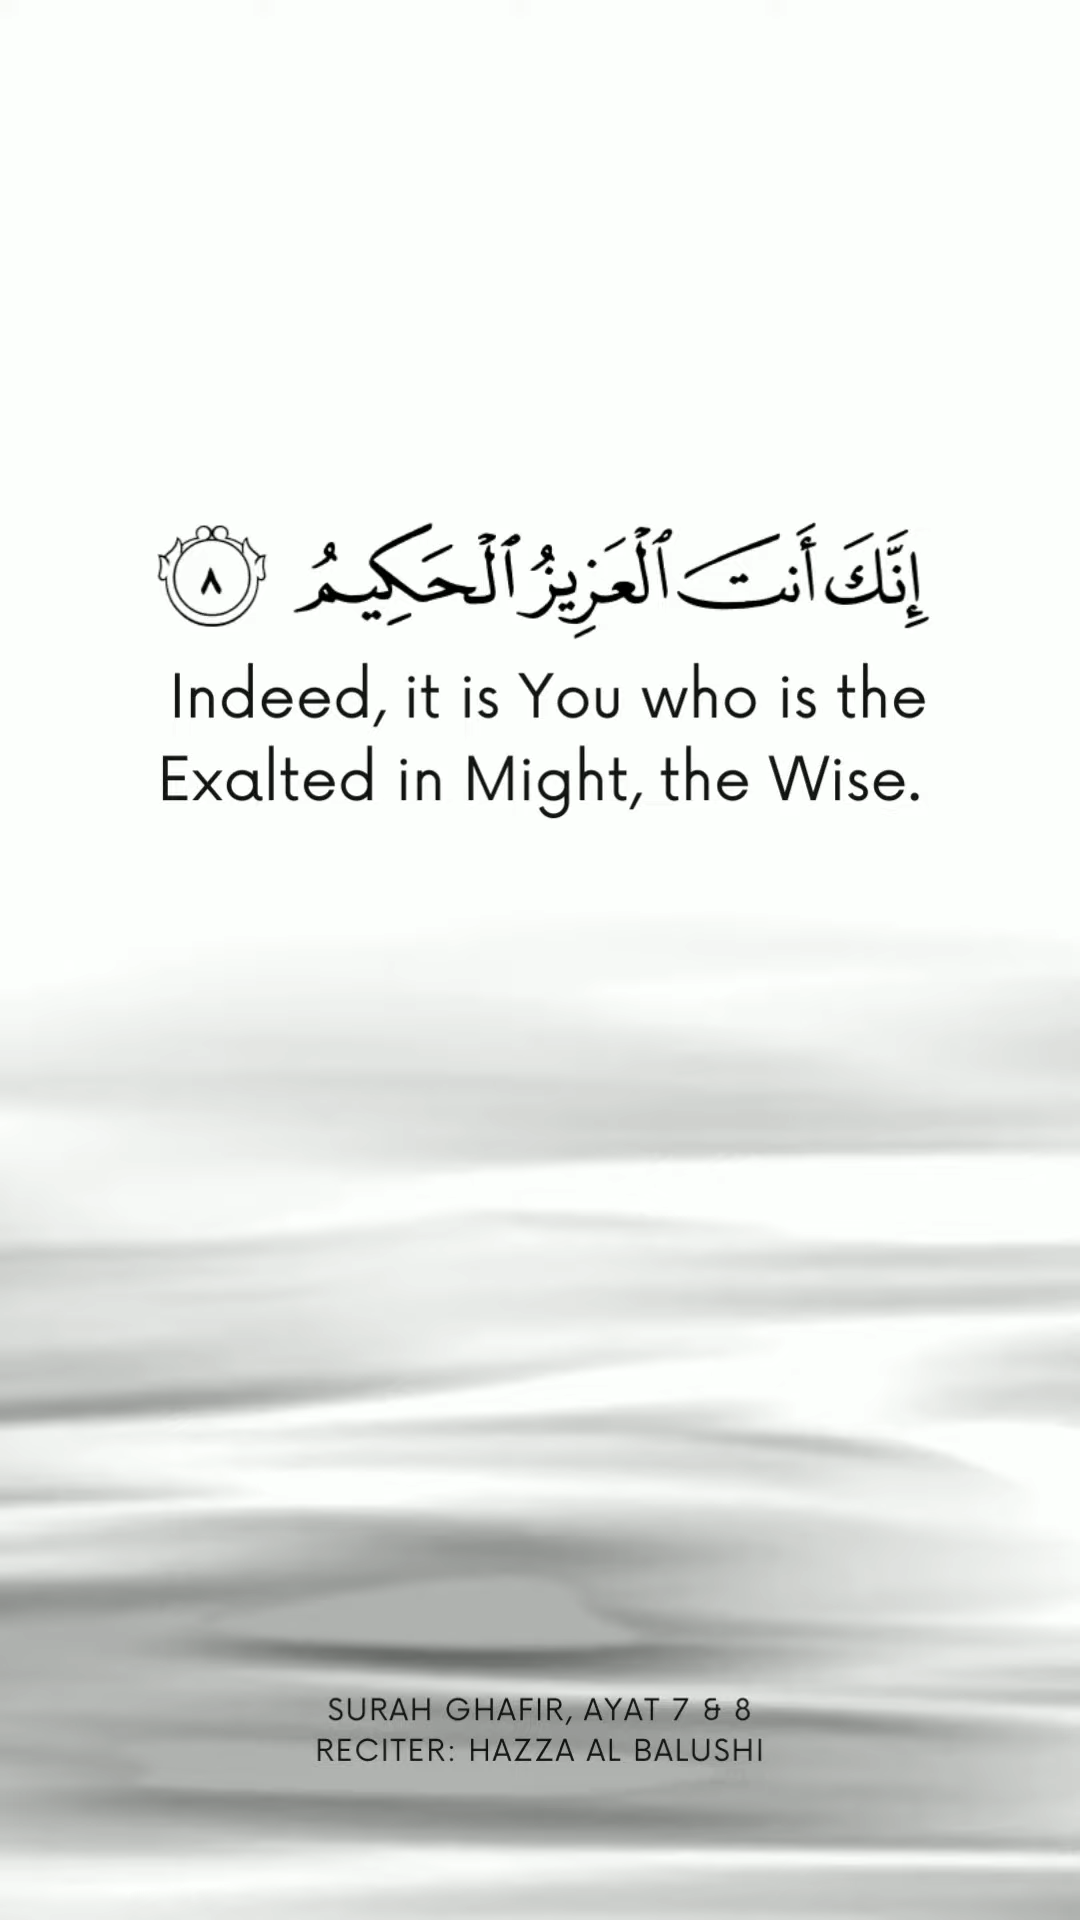 إِنَّكَ أَنتَ ٱلْعَزِيزُ ٱلْحَكِيمُ ٨
Indeed, it is You who is the
Exalted in Might, the Wise.
SURAH GHAFIR, AYAT 7 & 8
RECITER: HAZZA AL BALUSHI